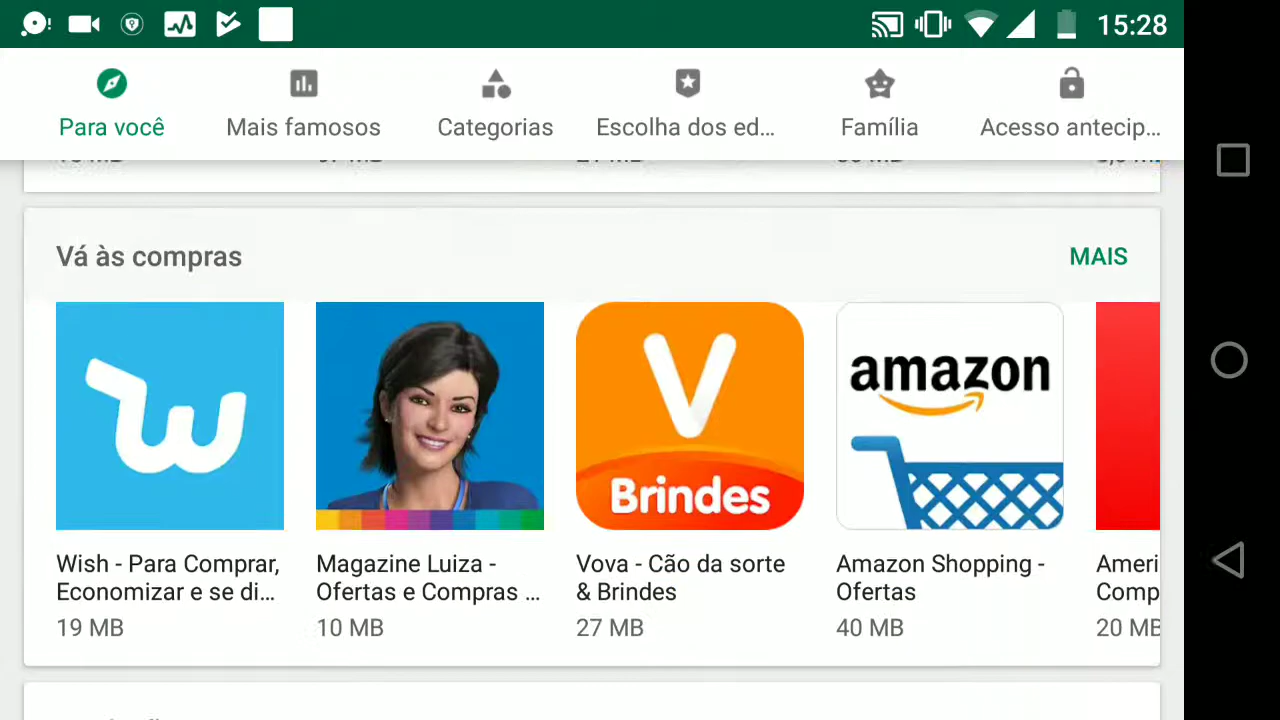 15:28
Para você
Mais famosos
Categorias
Escolha dos ed...
Família
Acesso antecip...
Vá às compras
MAIS
w
V
Brindes
amazon
Wish - Para Comprar,
Economizar e se di...
19 MB
Magazine Luiza -
Ofertas e Compras ...
10 MB
Vova - Cão da sorte
& Brindes
27 MB
Amazon Shopping -
Ofertas
40 MB
Ameri
Comp
20 MB